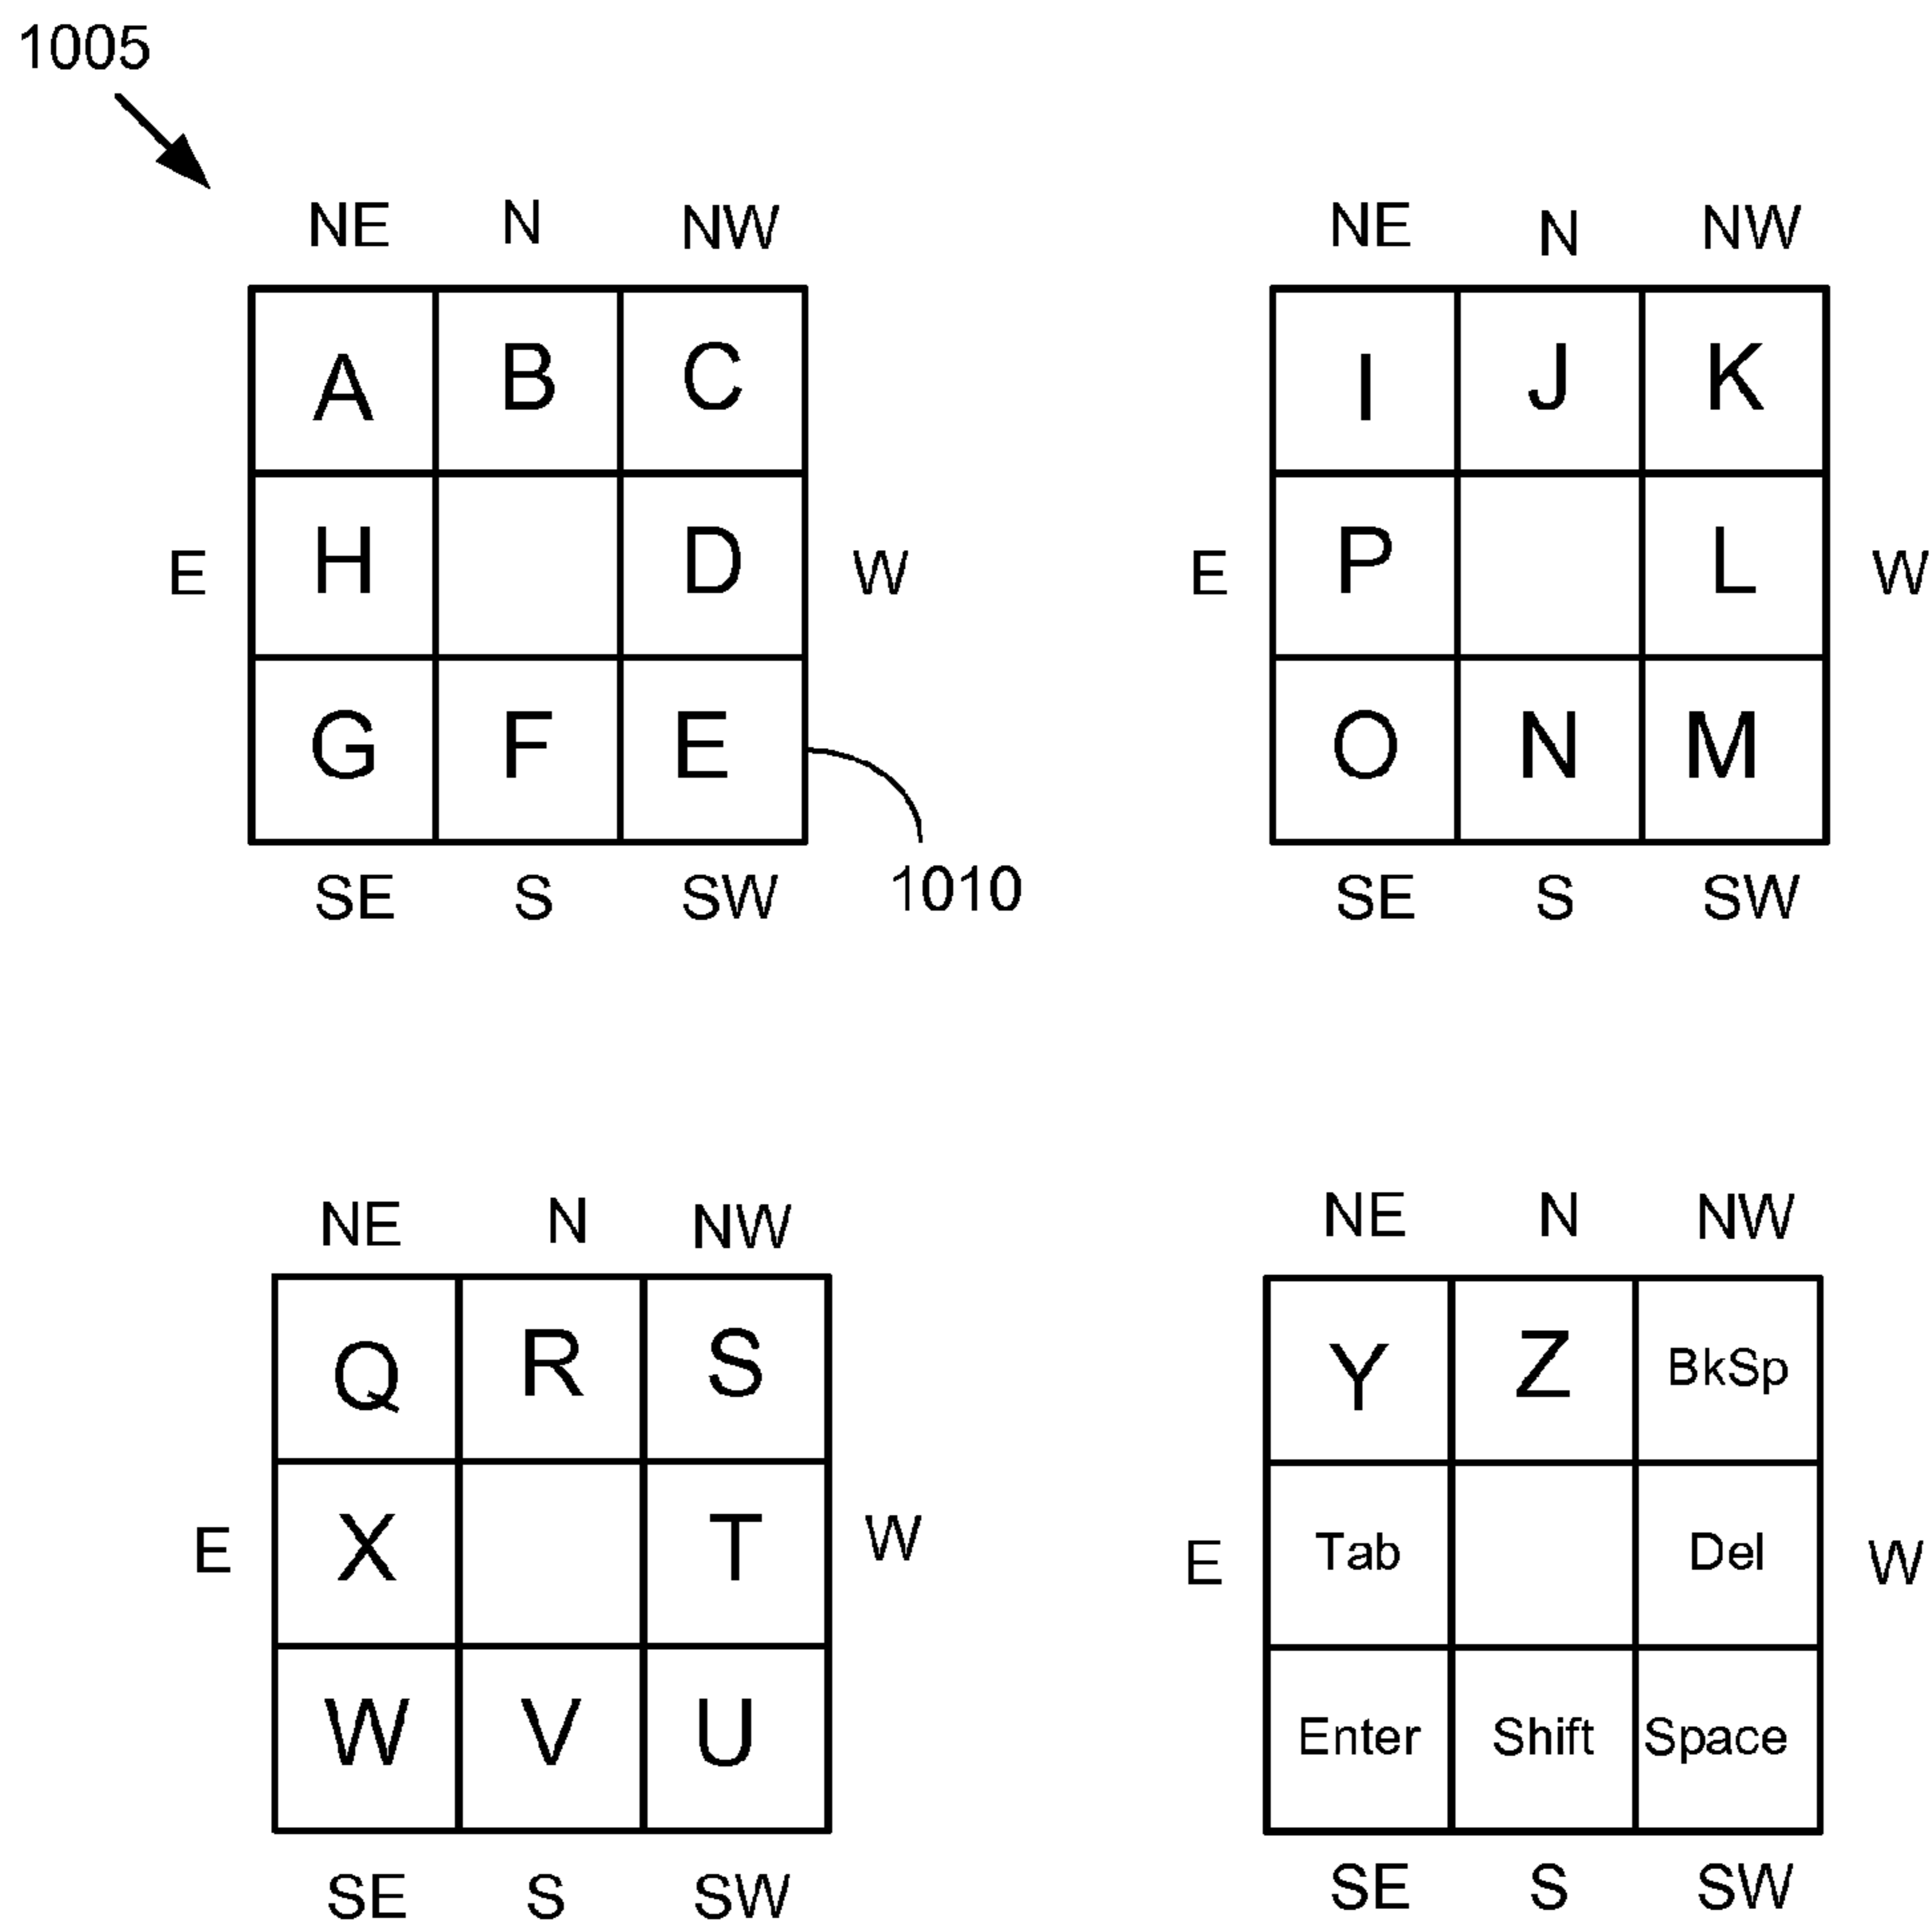 1005
NE N NW
A B C
E H D W
G F E
1010
SE S SW
NE N NW
I J K
E P L W
O N M
SE S SW
NE N NW
Q R S
E X T W
W V U
SE S SW
NE N NW
Y Z BkSp
E Tab Del W
Enter Shift Space
SE S SW